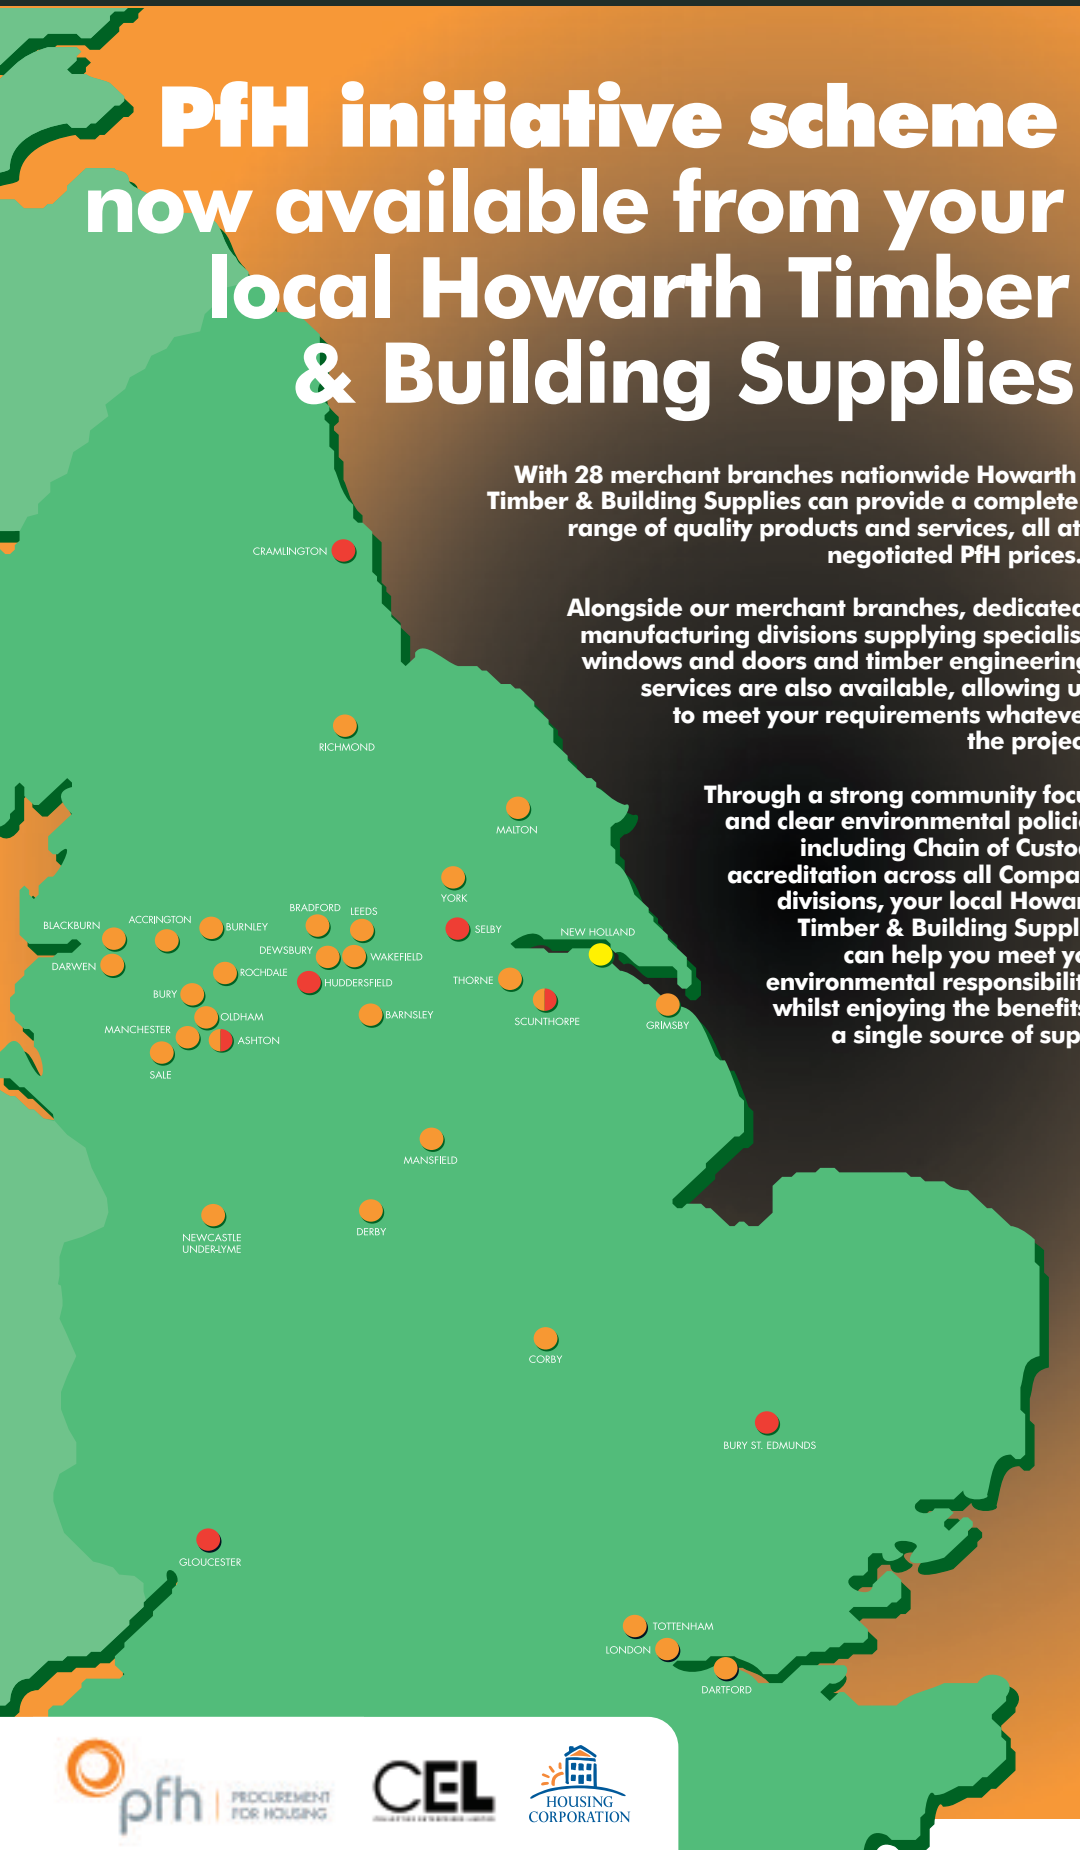 PfH initiative scheme
now available from your
local Howarth Timber
& Building Supplies
With 28 merchant branches nationwide Howarth
Timber & Building Supplies can provide a complete
range of quality products and services, all at
negotiated PfH prices.
Alongside our merchant branches, dedicated
manufacturing divisions supplying specialis
windows and doors and timber engineering
services are also available, allowing u
to meet your requirements whateve
the projec
Through a strong community focu
and clear environmental polici
including Chain of Custo
accreditation across all Compa
divisions, your local Howar
Timber & Building Suppl
can help you meet yo
environmental responsibilit
whilst enjoying the benefits
a single source of sup
CRAMLINGTON
RICHMOND
MALTON
YORK
BRADFORD
LEEDS
ACCRINGTON
BLACKBURN
BURNLEY
SELBY
NEW HOLLAND
DEWSBURY
WAKEFIELD
DARWEN
ROCHDALE
HUDDERSFIELD
THORNE
BURY
OLDHAM
BARNSLEY
SCUNTHORPE
GRIMSBY
MANCHESTER
ASHTON
SALE
MANSFIELD
DERBY
NEWCASTLE
UNDER-LYME
CORBY
BURY ST. EDMUNDS
GLOUCESTER
TOTTENHAM
LONDON
DARTFORD
pfh
PROCUREMENT
FOR HOUSING
CEL
HOUSING
CORPORATION